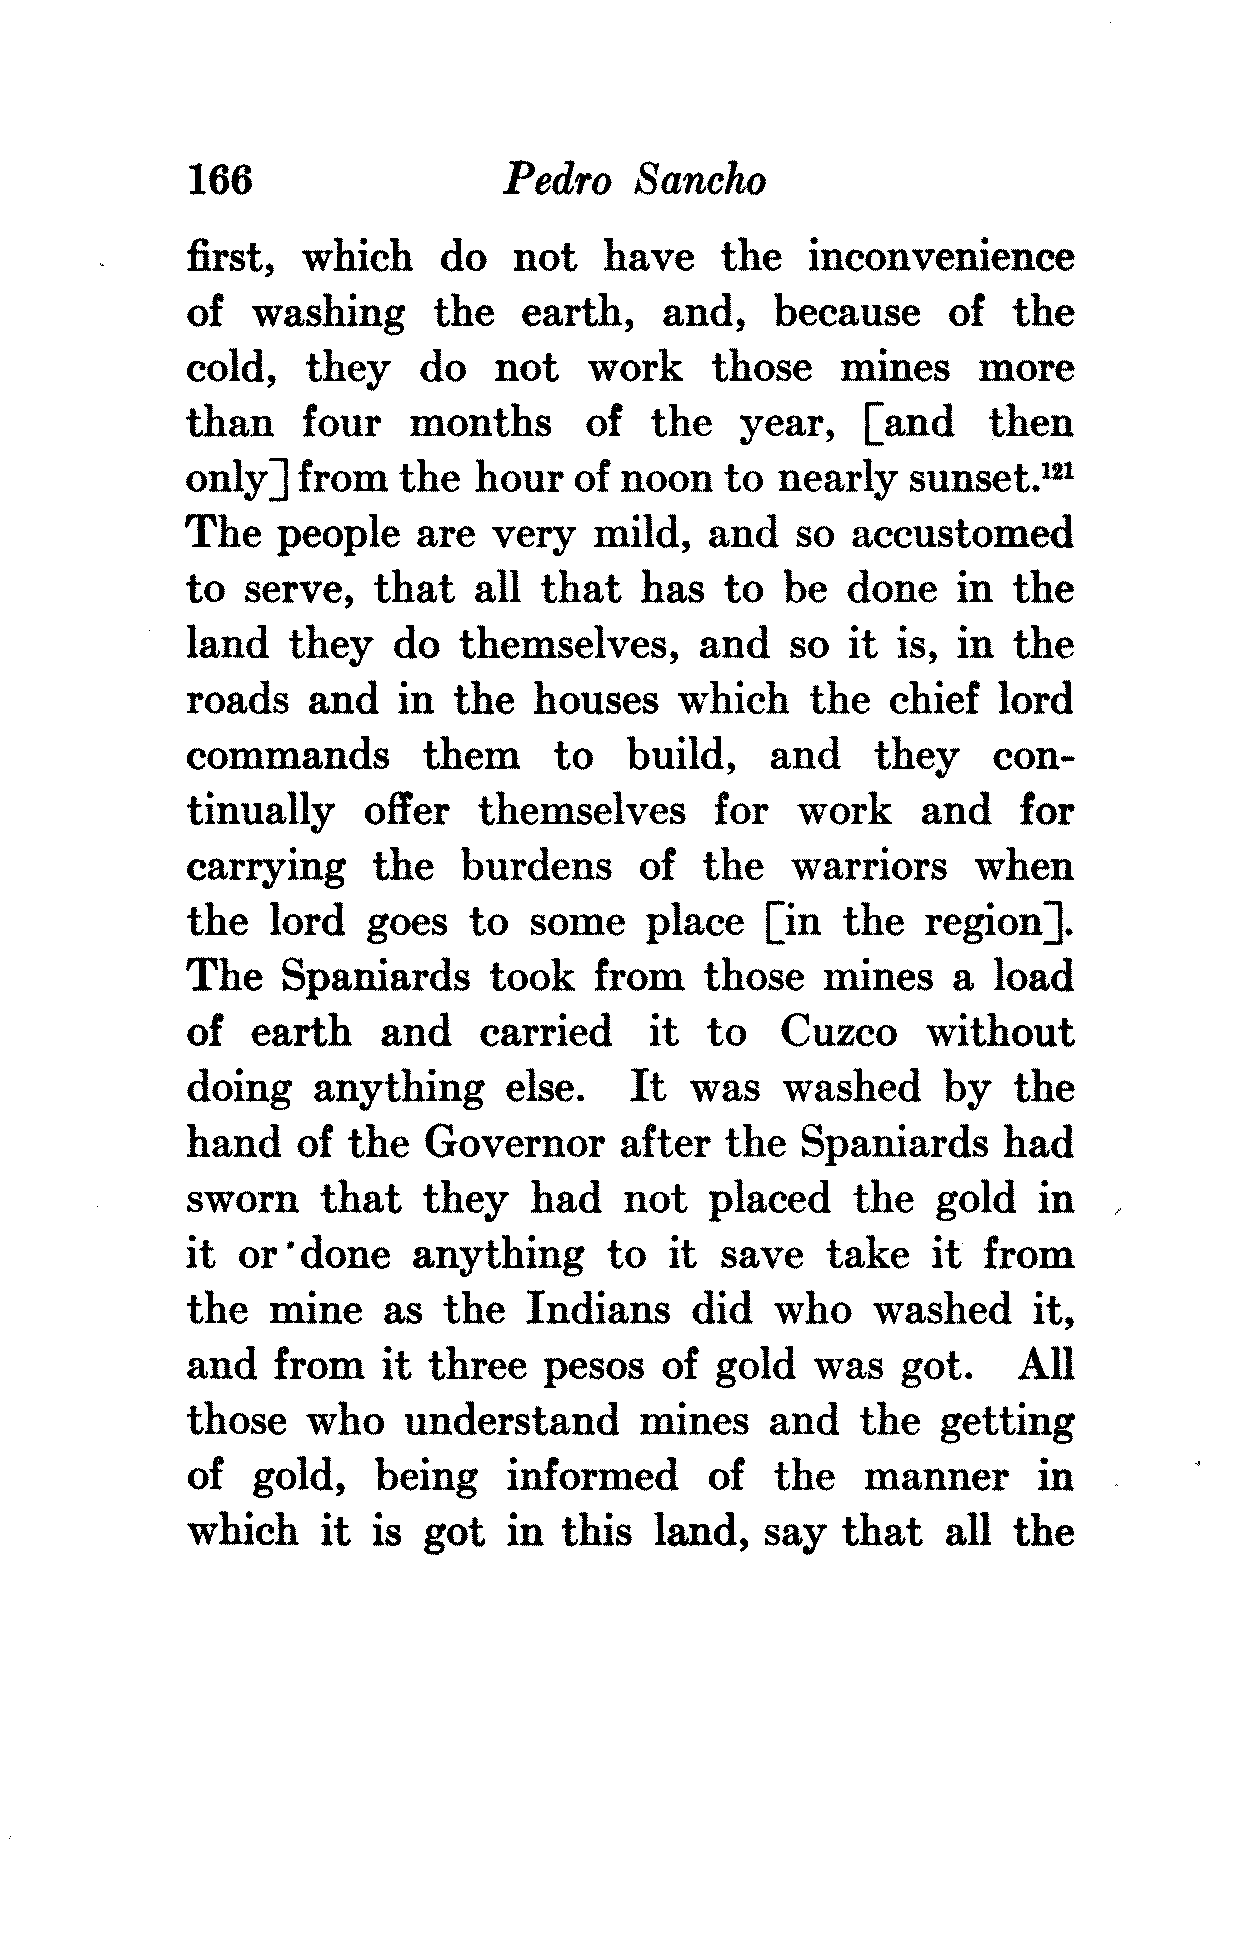 166 Pedro Sancho
first, which do not have the inconvenience
of washing the earth, and, because of the
cold, they do not work those mines more
than four months of the year, [and then
only] from the hour of noon to nearly sunset.¹²¹
The people are very mild, and so accustomed
to serve, that all that has to be done in the
land they do themselves, and so it is, in the
roads and in the houses which the chief lord
commands them to build, and they con-
tinually offer themselves for work and for
carrying the burdens of the warriors when
the lord goes to some place [in the region].
The Spaniards took from those mines a load
of earth and carried it to Cuzco without
doing anything else. It was washed by the
hand of the Governor after the Spaniards had
sworn that they had not placed the gold in
it or done anything to it save take it from
the mine as the Indians did who washed it,
and from it three pesos of gold was got. All
those who understand mines and the getting
of gold, being informed of the manner in
which it is got in this land, say that all the